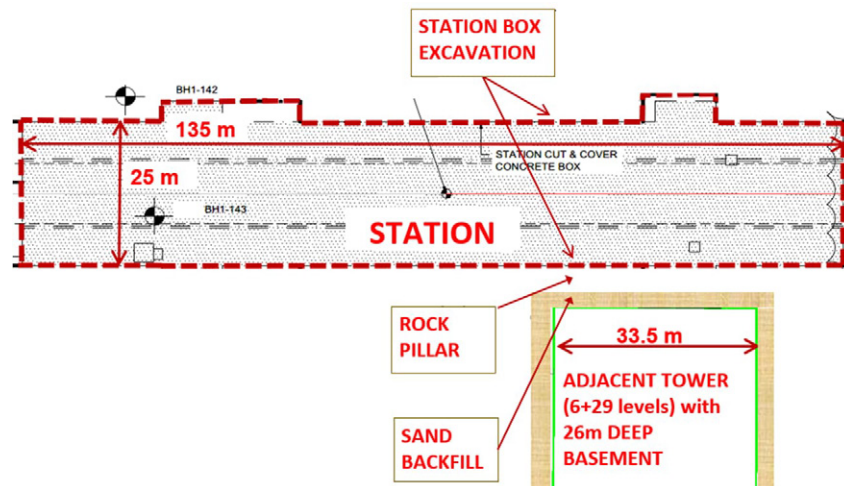 STATION BOX
EXCAVATION
BH1-142
135 m
STATION CUT & COVER
CONCRETE BOX
25 m
BH1-143
STATION
ROCK
PILLAR
33.5 m
ADJACENT TOWER
(6+29 levels) with
26m DEEP
BASEMENT
SAND
BACKFILL